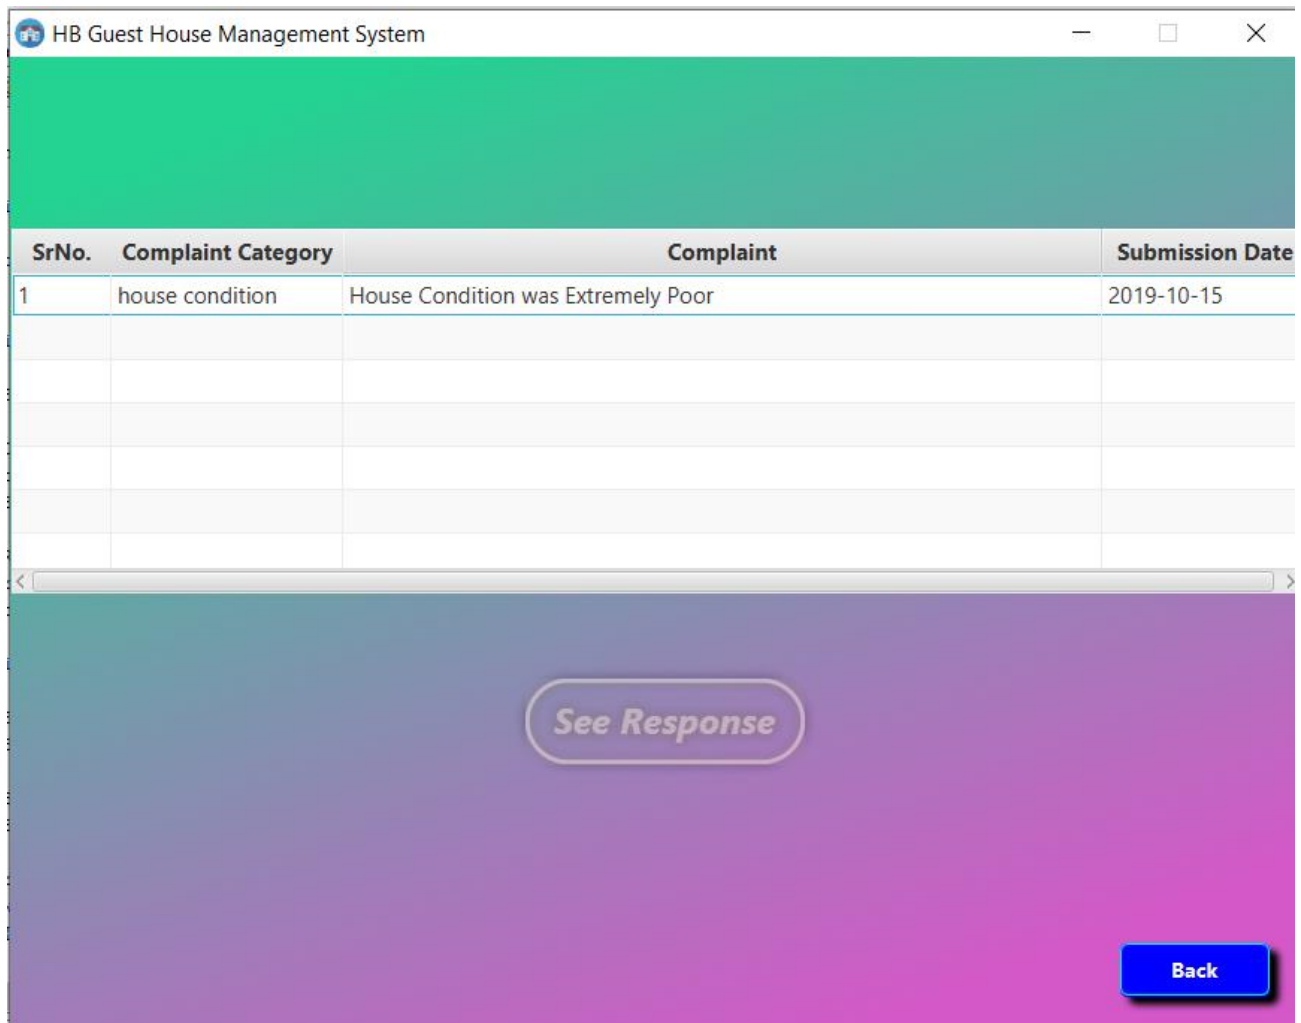 HB Guest House Management System
SrNo. Complaint Category Complaint Submission Date
1 house condition House Condition was Extremely Poor 2019-10-15
See Response
Back